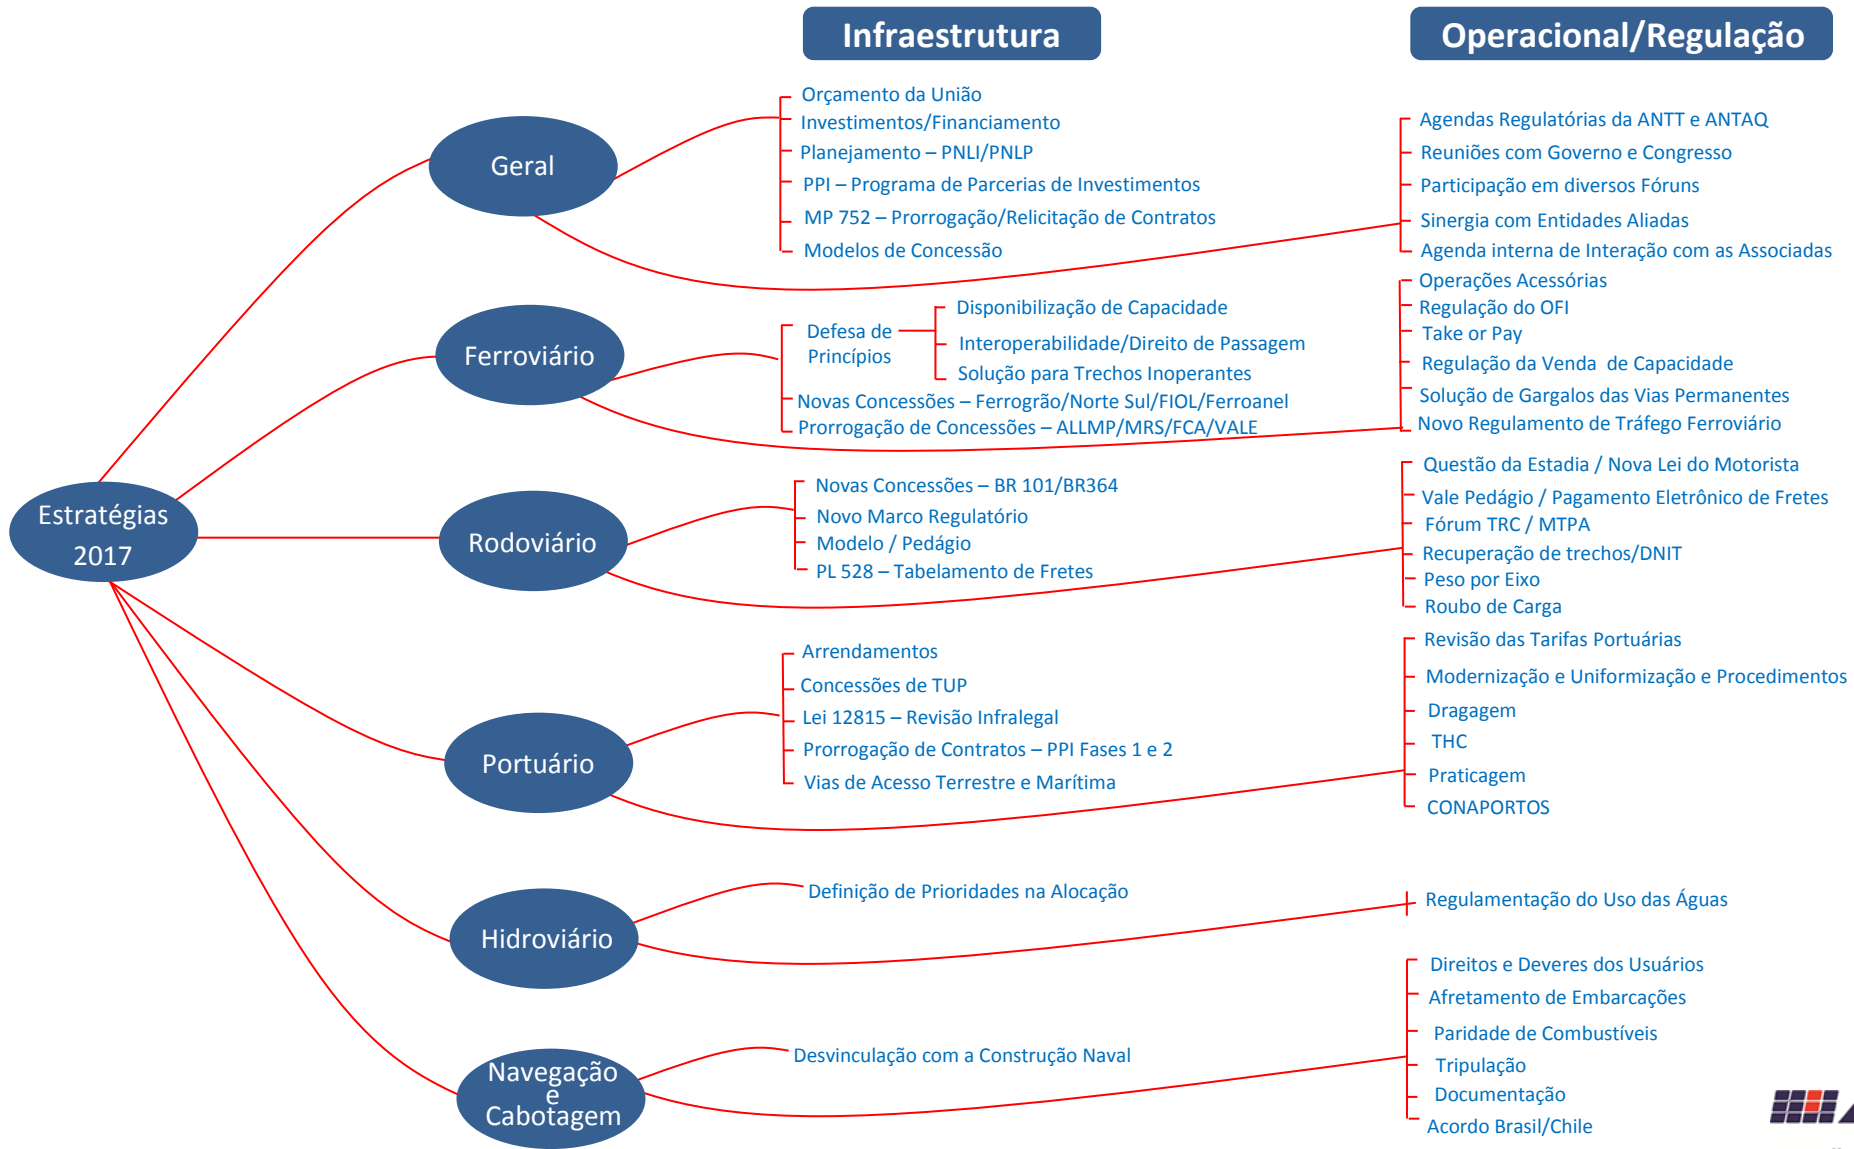 Infraestrutura
Operacional/Regulação
Estratégias
2017
Geral
Orçamento da União
Investimentos/Financiamento
Planejamento – PNLI/PNLP
PPI – Programa de Parcerias de Investimentos
MP 752 – Prorrogação/Relicitação de Contratos
Modelos de Concessão
Agendas Regulatórias da ANTT e ANTAQ
Reuniões com Governo e Congresso
Participação em diversos Fóruns
Sinergia com Entidades Aliadas
Agenda interna de Interação com as Associadas
Ferroviário
Defesa de
Princípios
Disponibilização de Capacidade
Interoperabilidade/Direito de Passagem
Solução para Trechos Inoperantes
Novas Concessões – Ferrogrão/Norte Sul/FIOL/Ferroanel
Prorrogação de Concessões – ALLMP/MRS/FCA/VALE
Operações Acessórias
Regulação do OFI
Take or Pay
Regulação da Venda de Capacidade
Solução de Gargalos das Vias Permanentes
Novo Regulamento de Tráfego Ferroviário
Rodoviário
Novas Concessões – BR 101/BR364
Novo Marco Regulatório
Modelo / Pedágio
PL 528 – Tabelamento de Fretes
Questão da Estadia / Nova Lei do Motorista
Vale Pedágio / Pagamento Eletrônico de Fretes
Fórum TRC / MTPA
Recuperação de trechos/DNIT
Peso por Eixo
Roubo de Carga
Portuário
Arrendamentos
Concessões de TUP
Lei 12815 – Revisão Infralegal
Prorrogação de Contratos – PPI Fases 1 e 2
Vias de Acesso Terrestre e Marítima
Revisão das Tarifas Portuárias
Modernização e Uniformização e Procedimentos
Dragagem
THC
Praticagem
CONAPORTOS
Hidroviário
Definição de Prioridades na Alocação
Regulamentação do Uso das Águas
Navegação
e
Cabotagem
Desvinculação com a Construção Naval
Direitos e Deveres dos Usuários
Afretamento de Embarcações
Paridade de Combustíveis
Tripulação
Documentação
Acordo Brasil/Chile